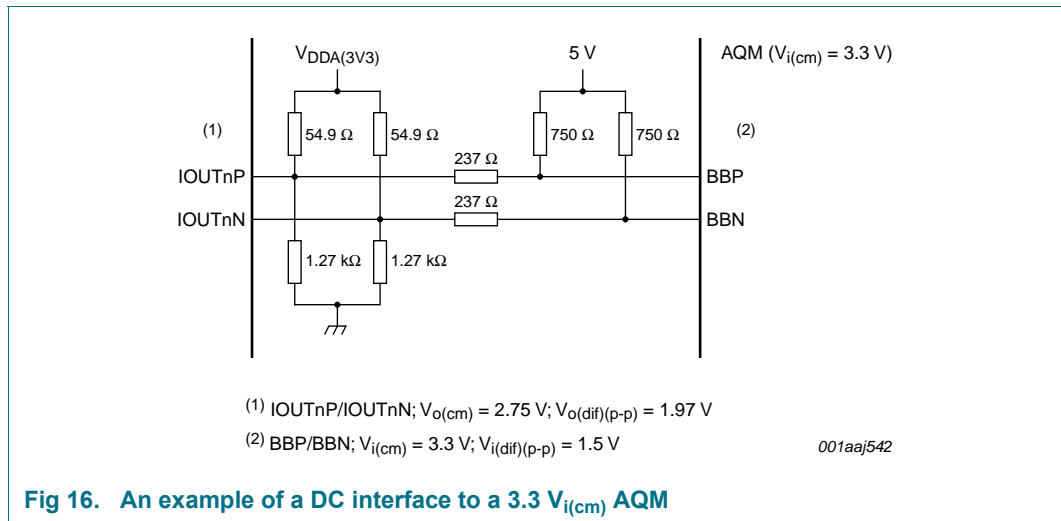 VDDA(3V3) 5 V AQM (Vi(cm) = 3.3 V)
(1) 54.9 Ω 54.9 Ω 750 Ω 750 Ω (2)
237 Ω
IOUTnP BBP
237 Ω
IOUTnN BBN
1.27 kΩ 1.27 kΩ
(1) IOUTnP/IOUTnN; Vo(cm) = 2.75 V; Vo(dif)(p-p) = 1.97 V
(2) BBP/BBN; Vi(cm) = 3.3 V; Vi(dif)(p-p) = 1.5 V 001aaj542
Fig 16. An example of a DC interface to a 3.3 Vi(cm) AQM